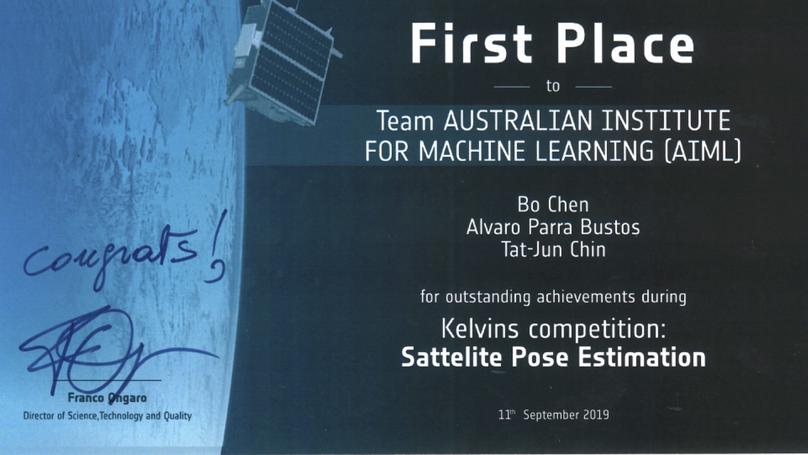 First Place
to
Team AUSTRALIAN INSTITUTE
FOR MACHINE LEARNING (AIML)
Bo Chen
Alvaro Parra Bustos
Tat-Jun Chin
for outstanding achievements during
Kelvins competition:
Sattelite Pose Estimation
11th September 2019
congrats!
Franco Ongaro
Director of Science,Technology and Quality